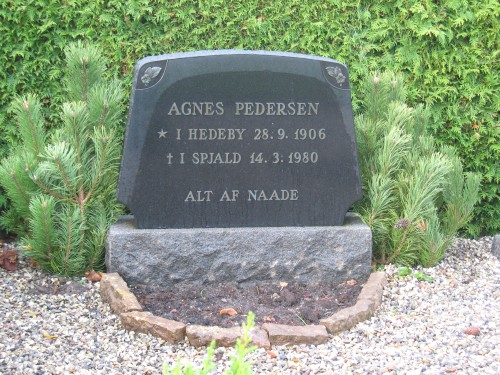 AGNES PEDERSEN
★ I HEDEBY 28.9.1906
† I SPJALD 14.3.1980
ALT AF NAADE